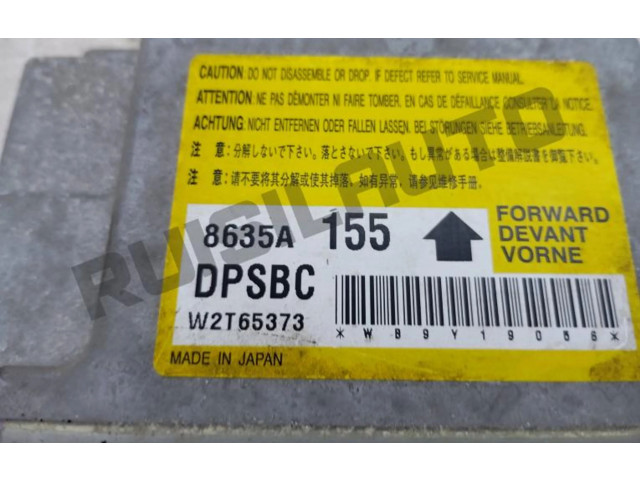 CAUTION: DO NOT DISASSEMBLE OR DROP. IF DEFECT REFER TO SERVICE MANUAL.
ATTENTION: NE PAS DÉMONTER NI FAIRE TOMBER. EN CAS DE DÉFAILLANCE CONSULTER LA NOTICE.
ACHTUNG: NICHT ENTFERNEN ODER FALLEN LASSEN. BEI STÖRUNGEN SIEHE BETRIEBSANLEITUNG.
注 意:分解しないで下さい。落とさないで下さい。もし異常がある場合は整備解説書を御覧下さい。
注 意:请不要将其分解或使其掉落。如有异常,请参见维修手册.
8635A 155
FORWARD
DEVANT
VORNE
DPSBC
W2T65373
*WB9Y19056*
MADE IN JAPAN
RUISILAUTO